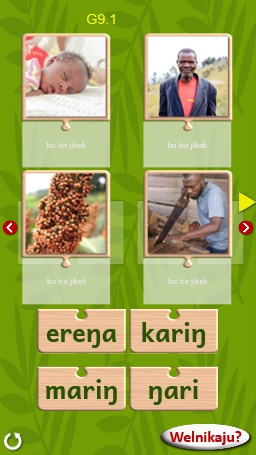 G9.1
bu ita jikek
bu ita jikek
bu ita jikek
bu ita jikek
ereŋa
kariŋ
mariŋ
ŋari
Welnikaju?